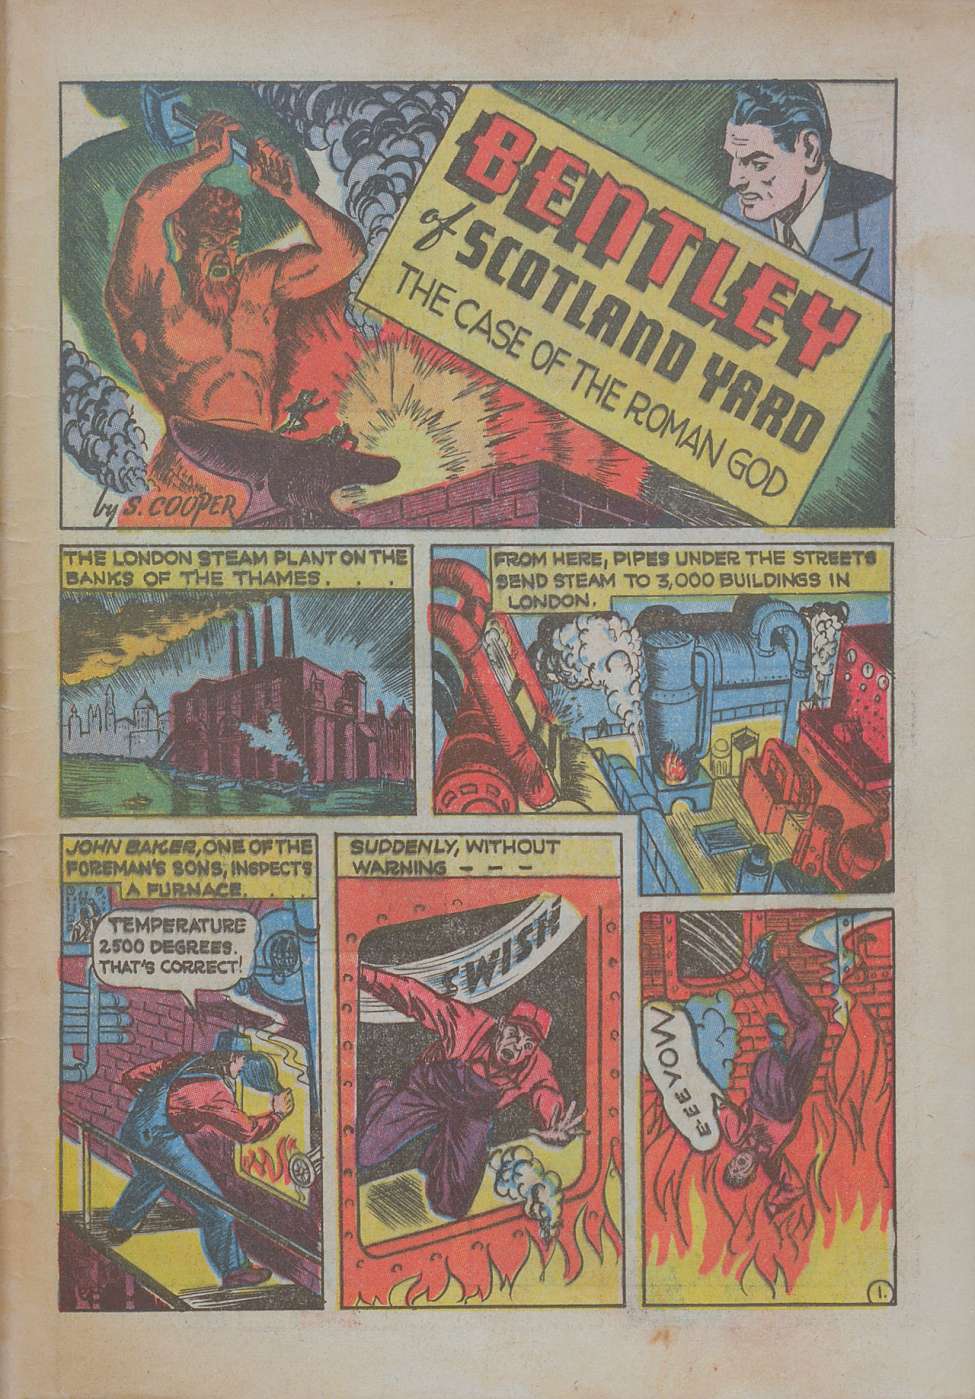 BENTLEY
of SCOTLAND YARD
THE CASE OF THE ROMAN GOD
by S. COOPER
THE LONDON STEAM PLANT ON THE
BANKS OF THE THAMES. . . .
FROM HERE, PIPES UNDER THE STREETS
SEND STEAM TO 3,000 BUILDINGS IN
LONDON.
JOHN BAKER, ONE OF THE
FOREMAN'S SONS, INSPECTS
A FURNACE. . .
TEMPERATURE
2500 DEGREES.
THAT'S CORRECT!
SUDDENLY, WITHOUT
WARNING — — —
SWISH
EEEVOW
1.